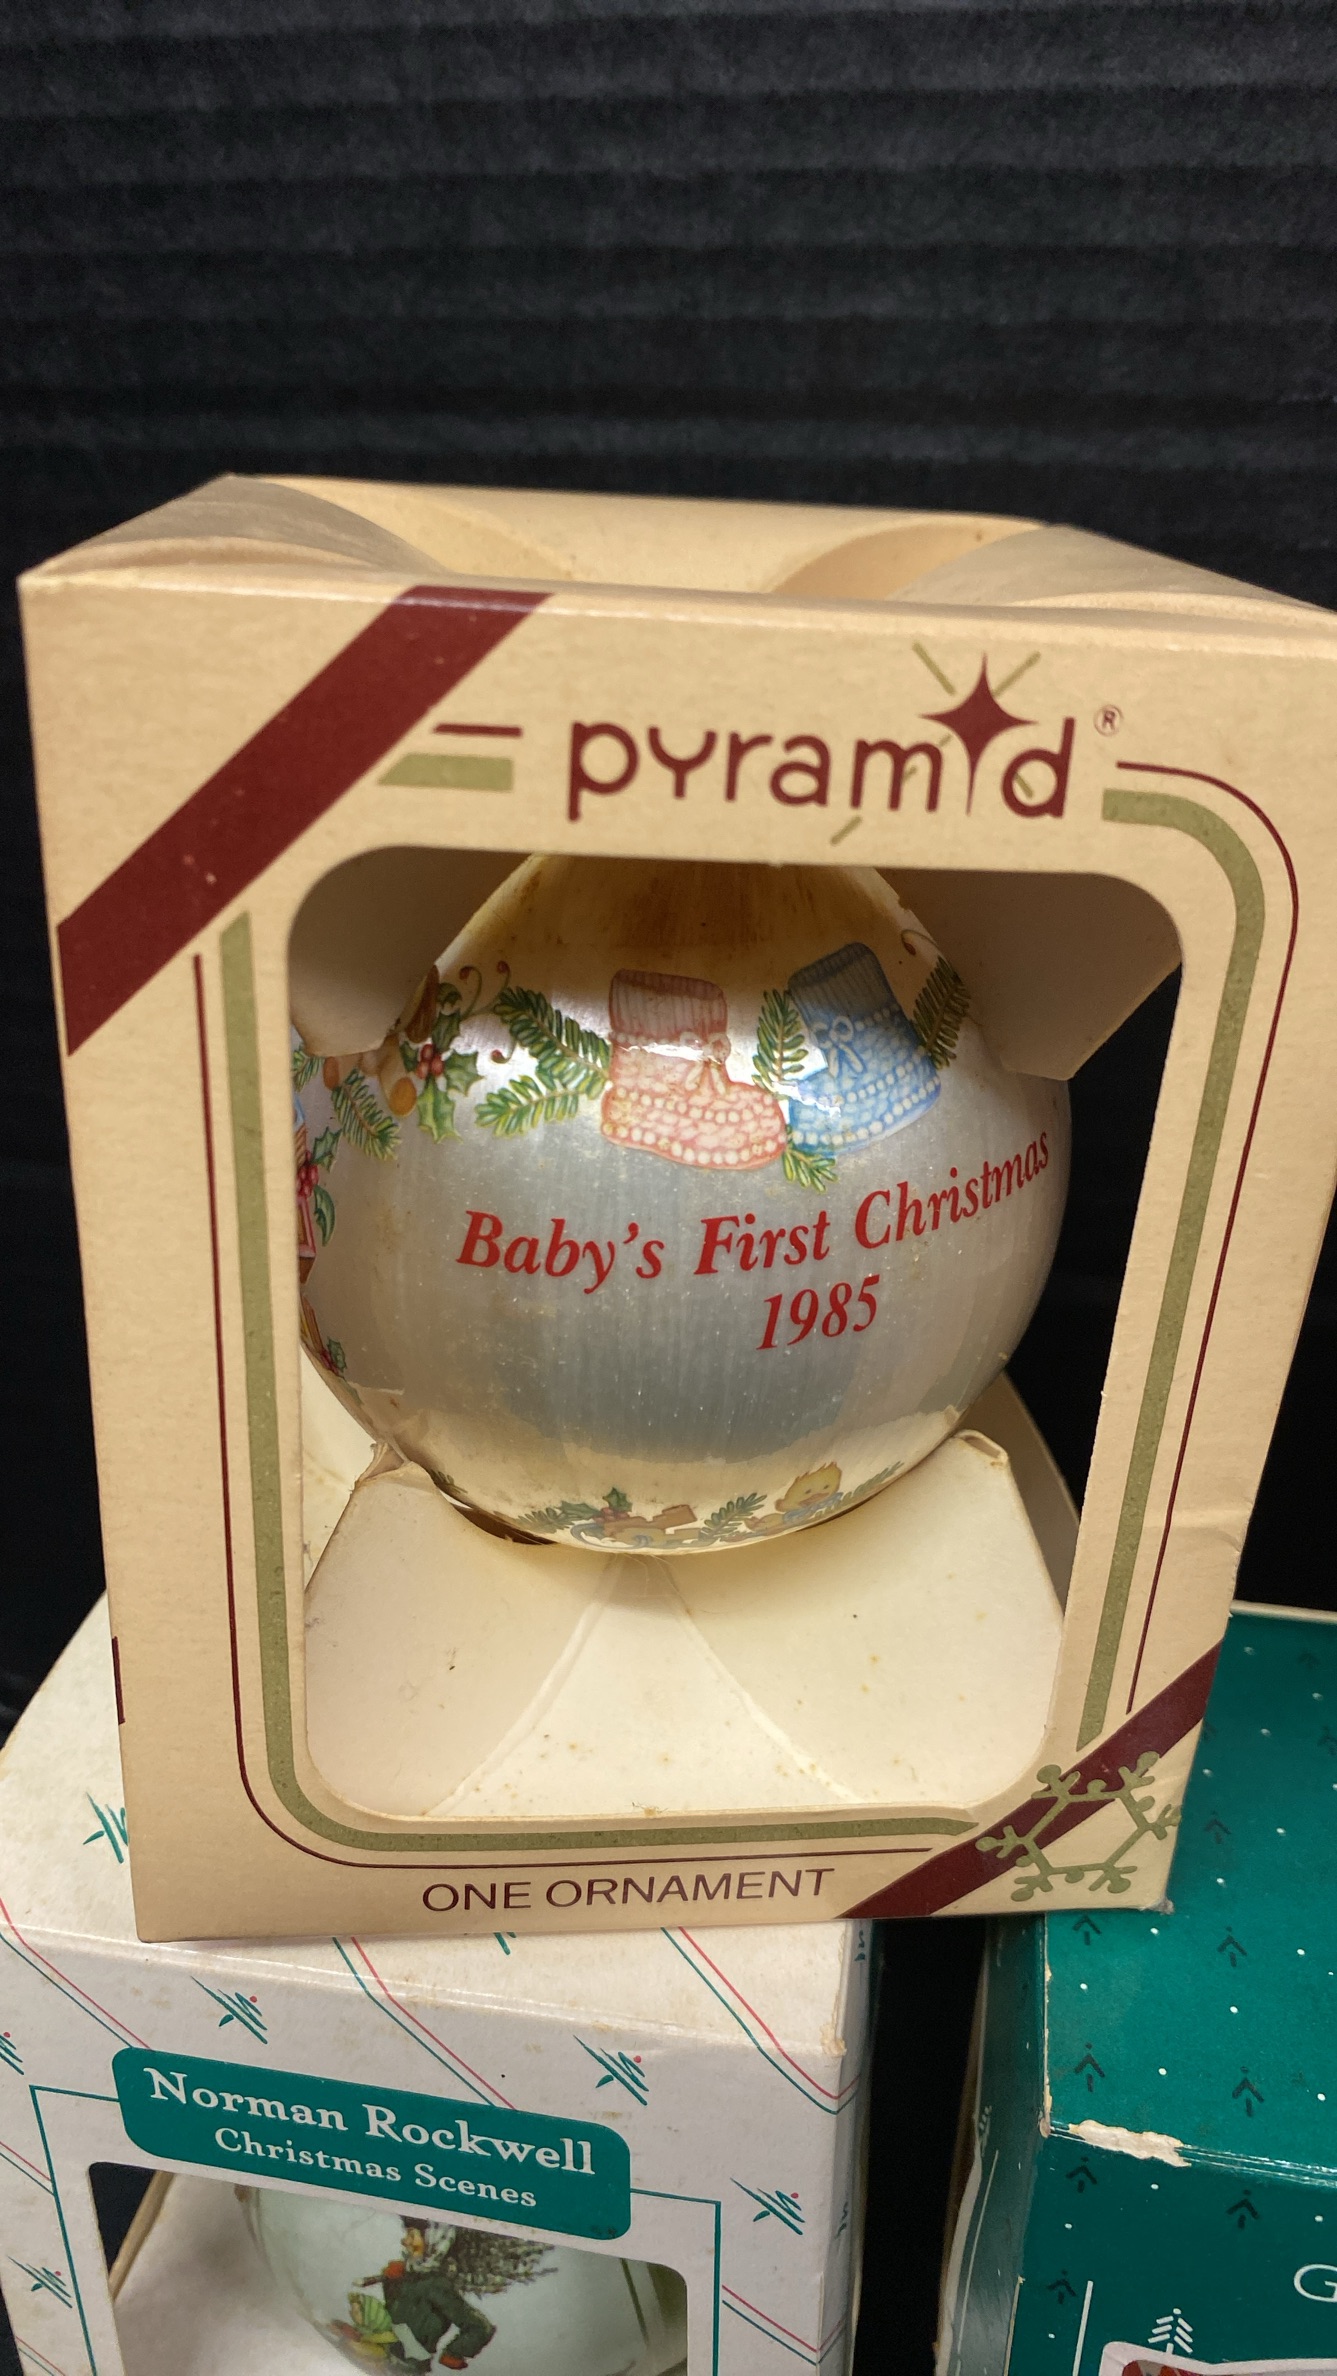 pyramid®
Baby's First Christmas
1985
ONE ORNAMENT
Norman Rockwell
Christmas Scenes
G